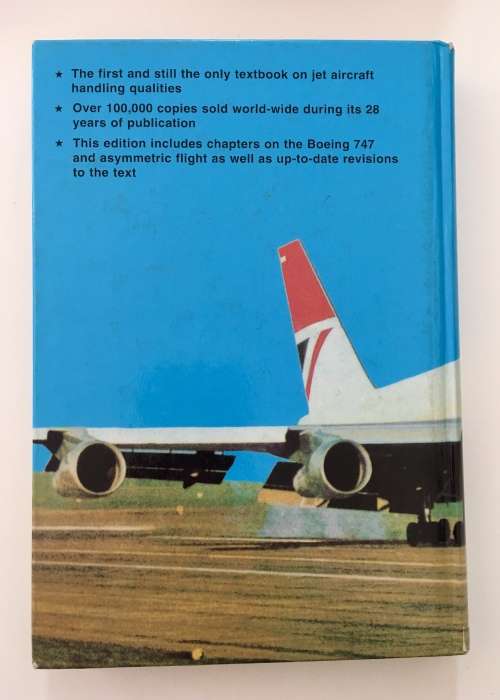 ★ The first and still the only textbook on jet aircraft
handling qualities
★ Over 100,000 copies sold world-wide during its 28
years of publication
★ This edition includes chapters on the Boeing 747
and asymmetric flight as well as up-to-date revisions
to the text